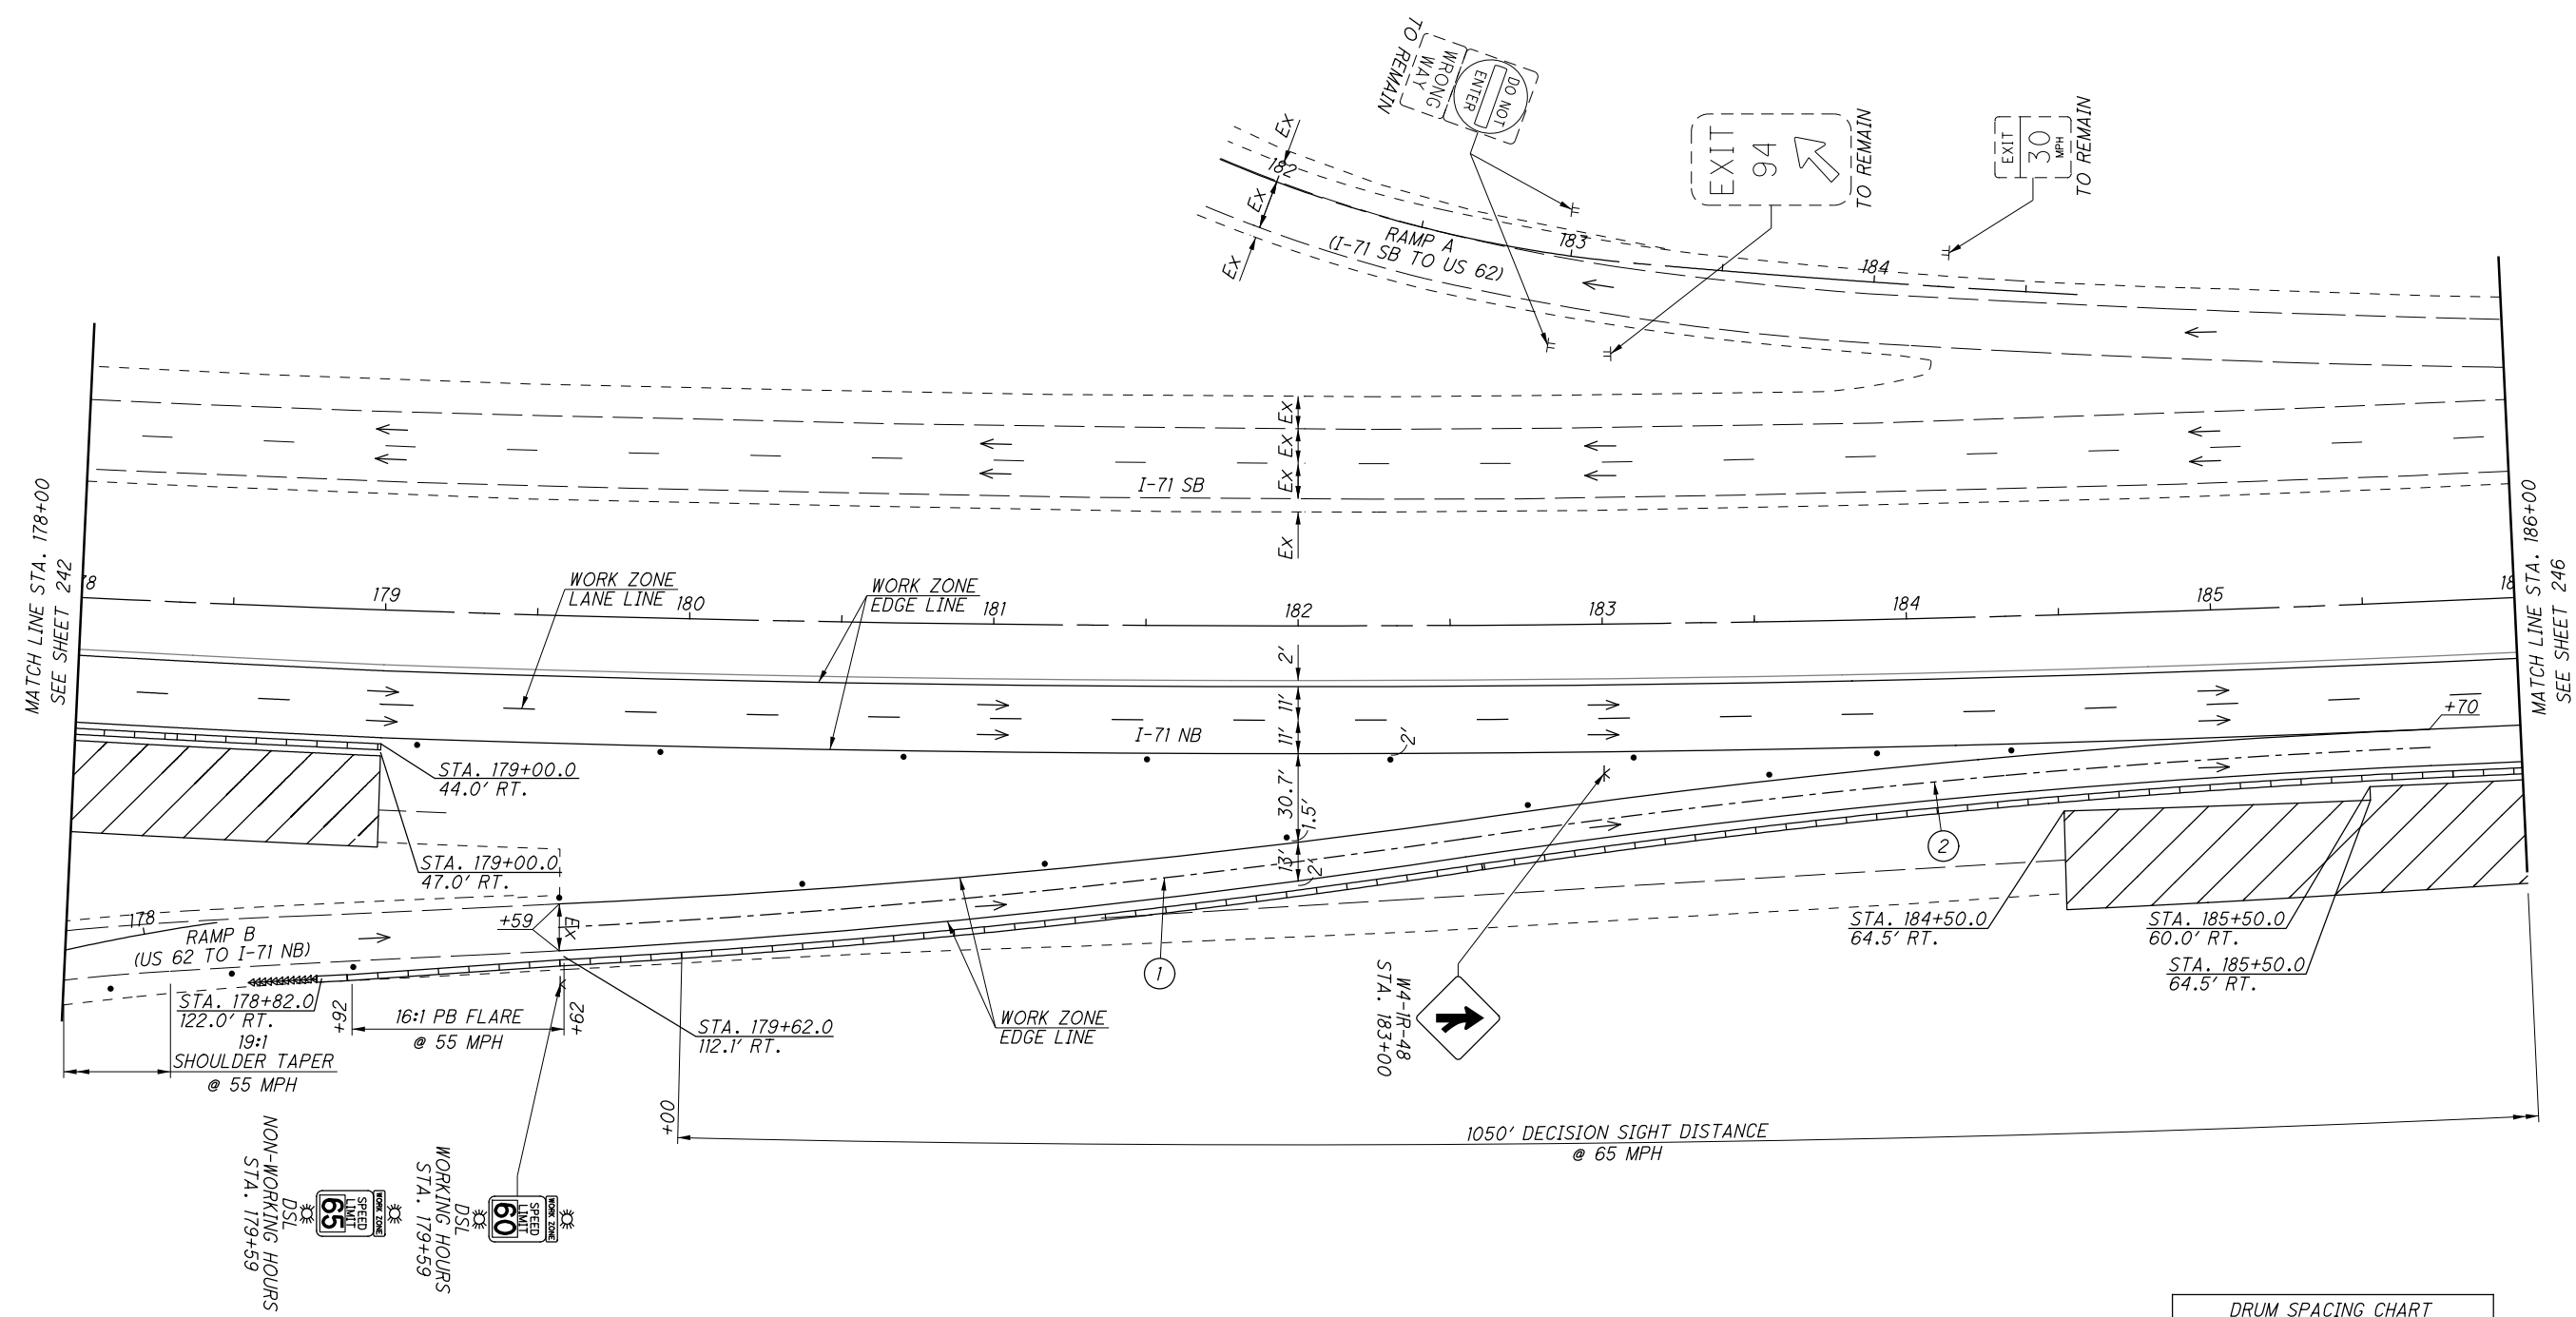 DO NOT
ENTER
WRONG
WAY
TO REMAIN
EXIT
94
TO REMAIN
EXIT
30
MPH
TO REMAIN
EX
182
EX
EX
RAMP A
(I-71 SB TO US 62)
183
184
MATCH LINE STA. 178+00
SEE SHEET 242
EX
EX
EX
EX
I-71 SB
MATCH LINE STA. 186+00
SEE SHEET 246
78
179
180
181
182
183
184
185
18
WORK ZONE
LANE LINE
WORK ZONE
EDGE LINE
2'
11'
11'
I-71 NB
2'
30.7'
1.5'
13'
2'
+70
STA. 179+00.0
44.0' RT.
STA. 179+00.0
47.0' RT.
178
RAMP B
(US 62 TO I-71 NB)
+59
EX
STA. 178+82.0
122.0' RT.
19:1
SHOULDER TAPER
@ 55 MPH
+92
16:1 PB FLARE
@ 55 MPH
+62
STA. 179+62.0
112.1' RT.
WORK ZONE
EDGE LINE
1
2
W4-1R-48
STA. 183+00
STA. 184+50.0
64.5' RT.
STA. 185+50.0
60.0' RT.
STA. 185+50.0
64.5' RT.
+00
1050' DECISION SIGHT DISTANCE
@ 65 MPH
WORK ZONE
SPEED
LIMIT
65
DSL
NON-WORKING HOURS
STA. 179+59
WORK ZONE
SPEED
LIMIT
60
DSL
WORKING HOURS
STA. 179+59
DRUM SPACING CHART